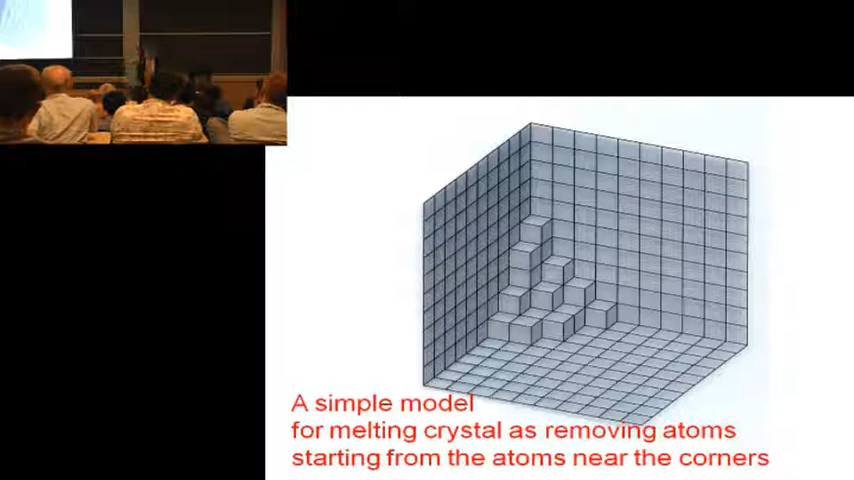 A simple model
for melting crystal as removing atoms
starting from the atoms near the corners